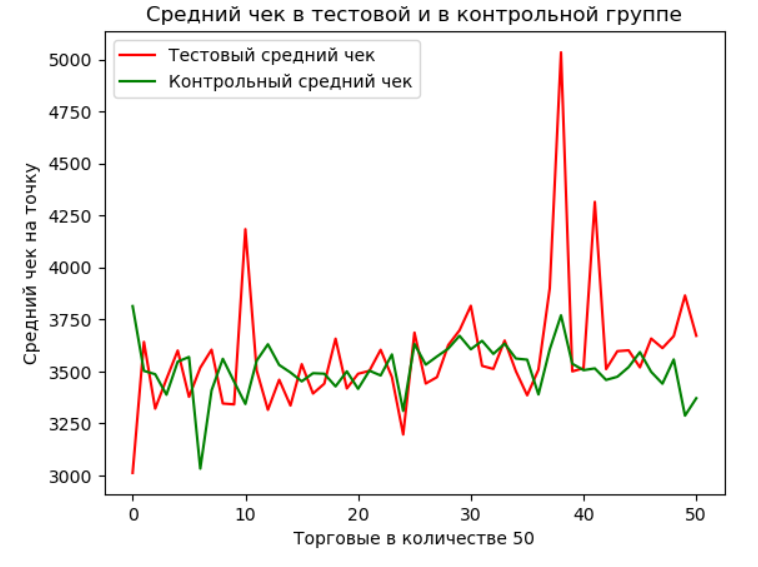 Средний чек в тестовой и в контрольной группе
Тестовый средний чек
Контрольный средний чек
Средний чек на точку
5000
4750
4500
4250
4000
3750
3500
3250
3000
0 10 20 30 40 50
Торговые в количестве 50